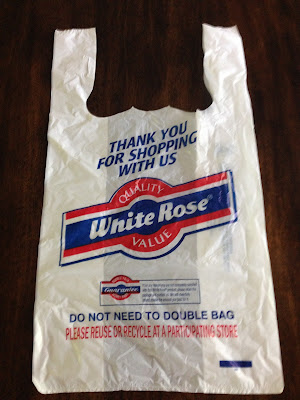 THANK YOU
FOR SHOPPING
WITH US
QUALITY
White Rose®
VALUE
Guarantee
DO NOT NEED TO DOUBLE BAG
PLEASE REUSE OR RECYCLE AT A PARTICIPATING STORE